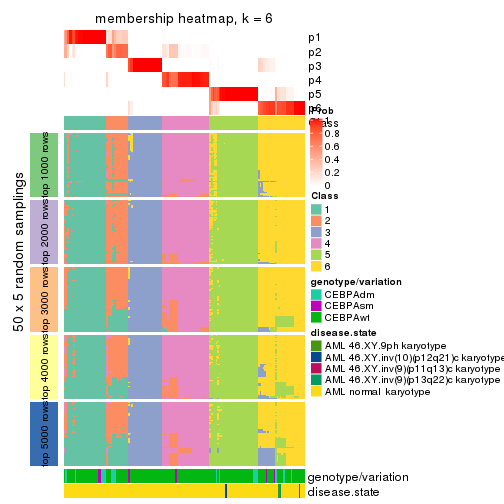 membership heatmap, k = 6
p1
p2
p3
p4
p5
p6
Prob
1
0.8
0.6
0.4
0.2
0
Class
Class
1
2
3
4
5
6
genotype/variation
CEBPAdm
CEBPAsm
CEBPAwt
disease.state
AML 46.XY.9ph karyotype
AML 46.XY.inv(10)(p12q21)c karyotype
AML 46.XY.inv(9)(p11q13)c karyotype
AML 46.XY.inv(9)(p13q22)c karyotype
AML normal karyotype
50 x 5 random samplings
top 1000 rows
top 2000 rows
top 3000 rows
top 4000 rows
top 5000 rows
genotype/variation
disease.state